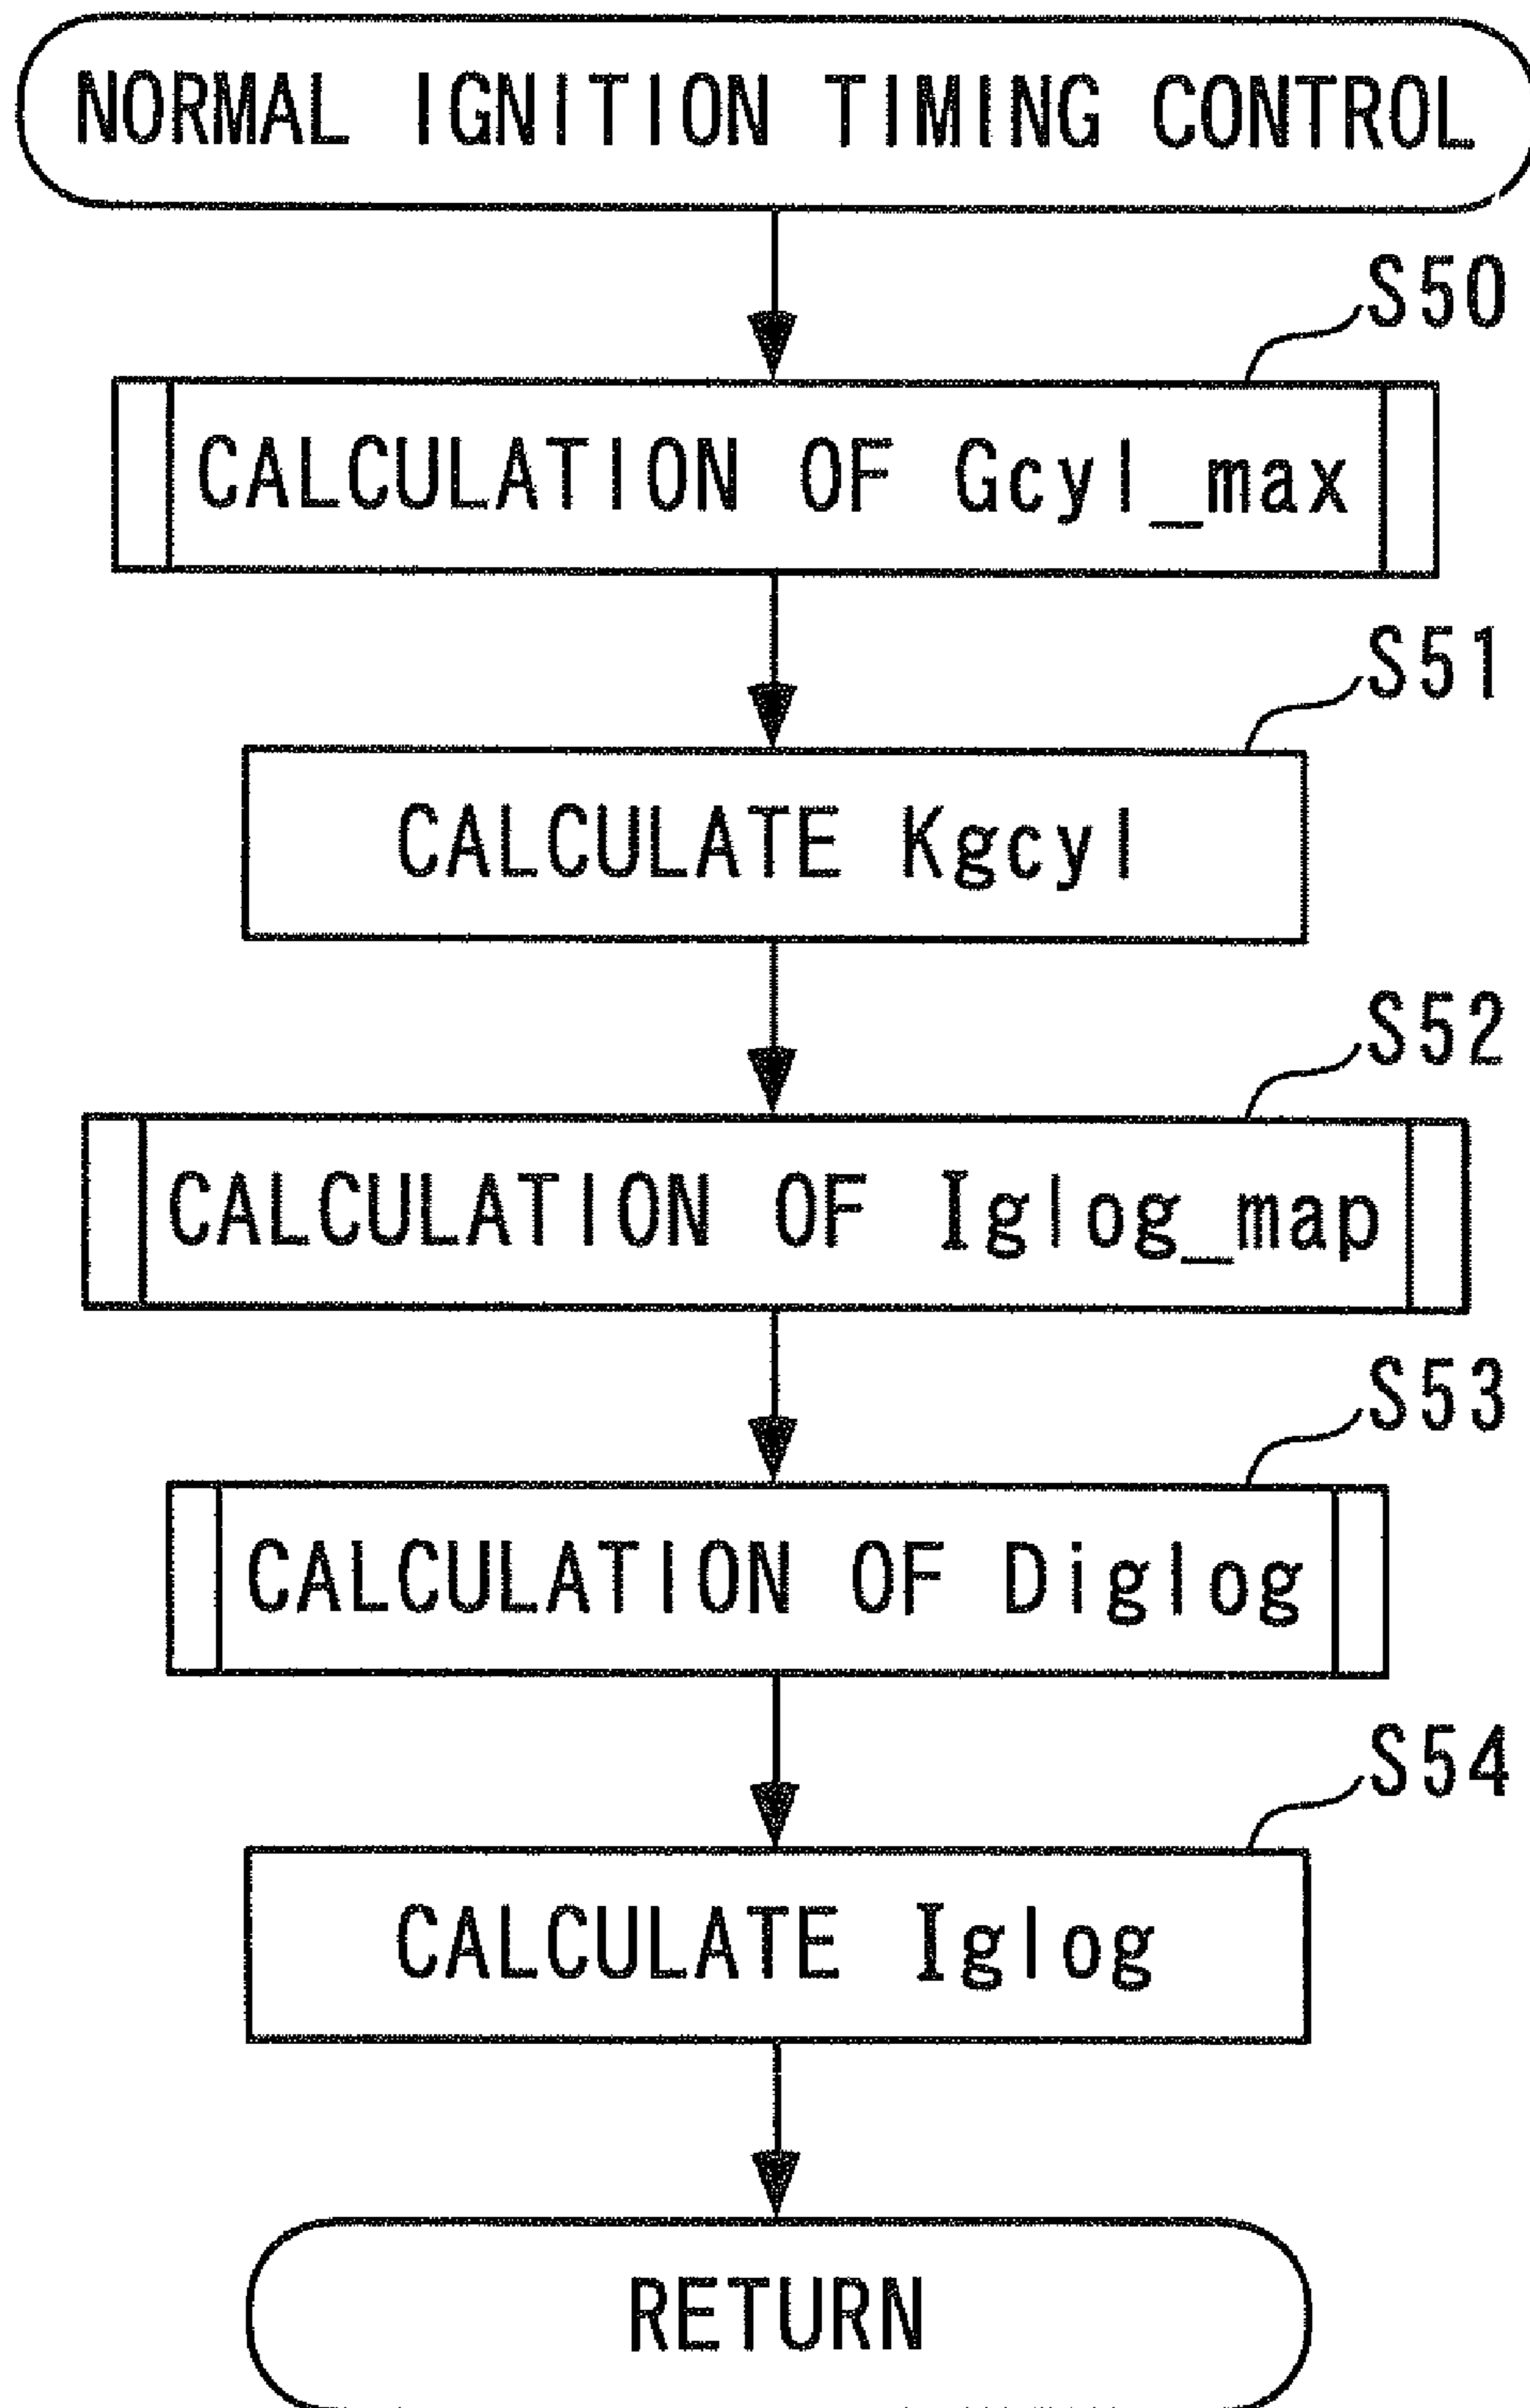 NORMAL IGNITION TIMING CONTROL
S50
CALCULATION OF Gcyl_max
S51
CALCULATE Kgcyl
S52
CALCULATION OF Iglog_map
S53
CALCULATION OF Diglog
S54
CALCULATE Iglog
RETURN